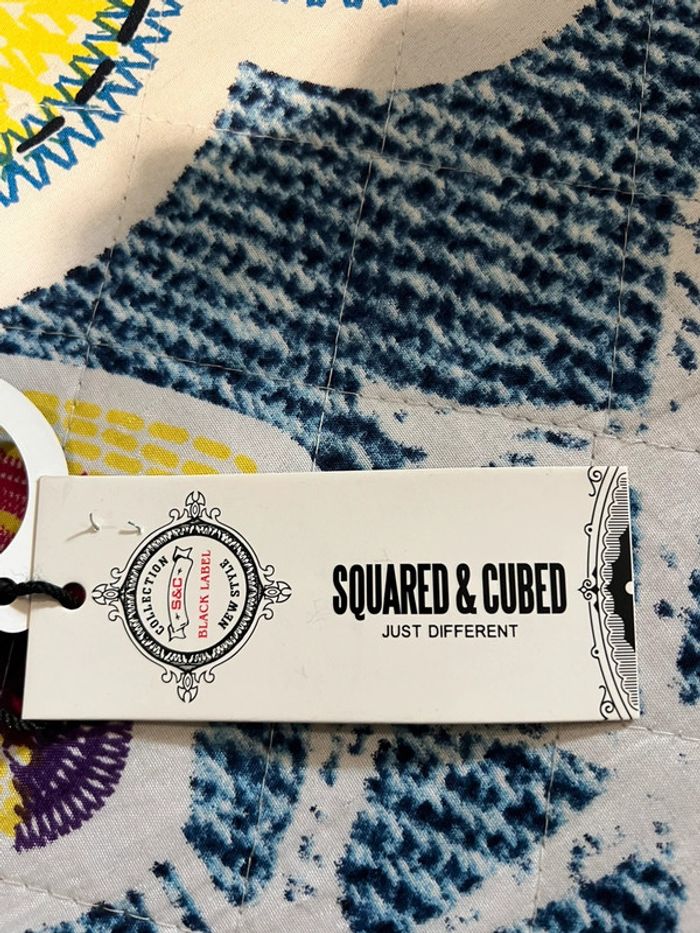 COLLECTION
S&C
BLACK LABEL
NEW STYLE
SQUARED & CUBED
JUST DIFFERENT